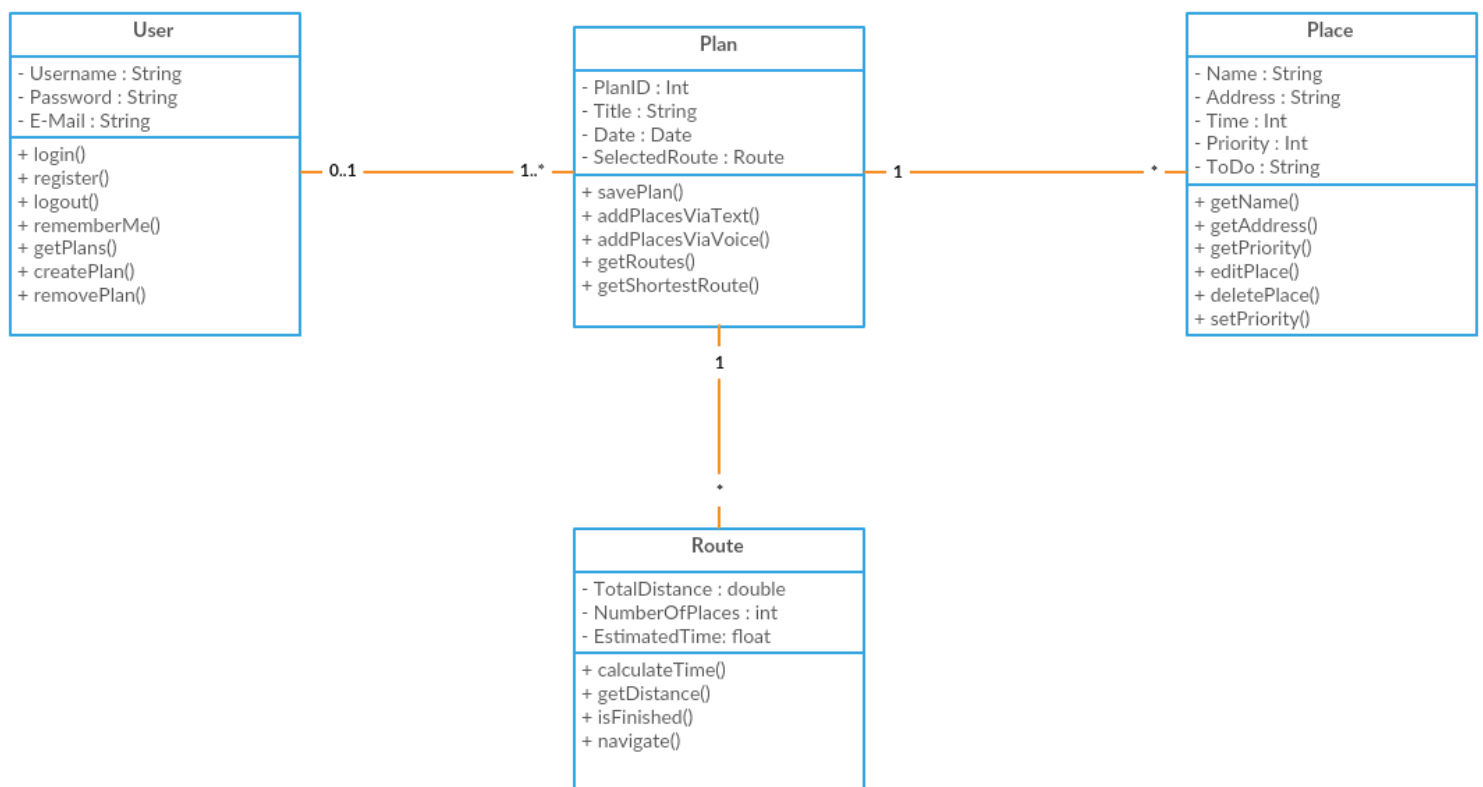 User
- Username : String
- Password : String
- E-Mail : String
+ login()
+ register()
+ logout()
+ rememberMe()
+ getPlans()
+ createPlan()
+ removePlan()
0..1
1..*
Plan
- PlanID : Int
- Title : String
- Date : Date
- SelectedRoute : Route
+ savePlan()
+ addPlacesViaText()
+ addPlacesViaVoice()
+ getRoutes()
+ getShortestRoute()
1
*
Place
- Name : String
- Address : String
- Time : Int
- Priority : Int
- ToDo : String
+ getName()
+ getAddress()
+ getPriority()
+ editPlace()
+ deletePlace()
+ setPriority()
1
*
Route
- TotalDistance : double
- NumberOfPlaces : int
- EstimatedTime: float
+ calculateTime()
+ getDistance()
+ isFinished()
+ navigate()